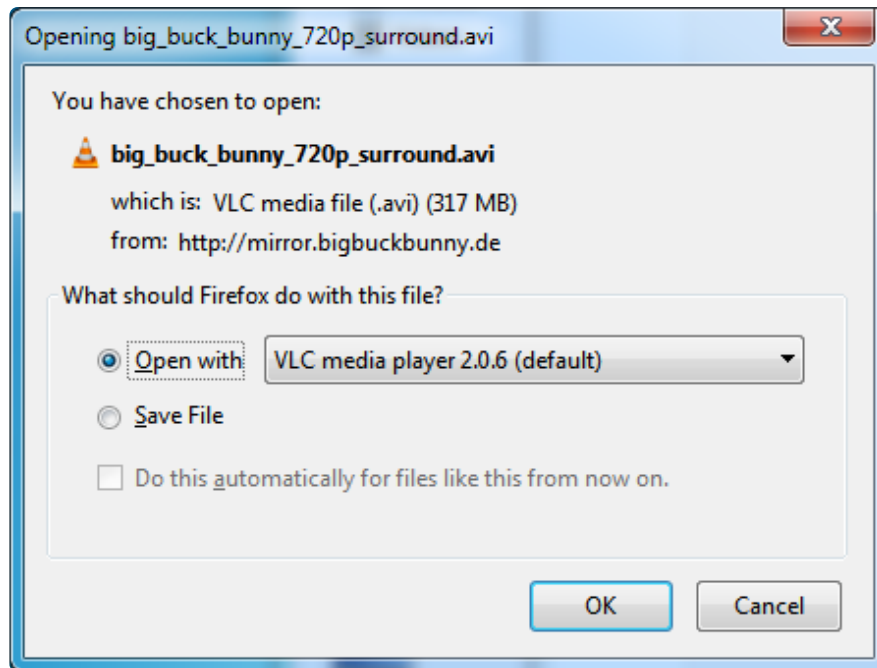 Opening big_buck_bunny_720p_surround.avi
You have chosen to open:
big_buck_bunny_720p_surround.avi
which is: VLC media file (.avi) (317 MB)
from: http://mirror.bigbuckbunny.de
What should Firefox do with this file?
Open with VLC media player 2.0.6 (default)
Save File
Do this automatically for files like this from now on.
OK Cancel